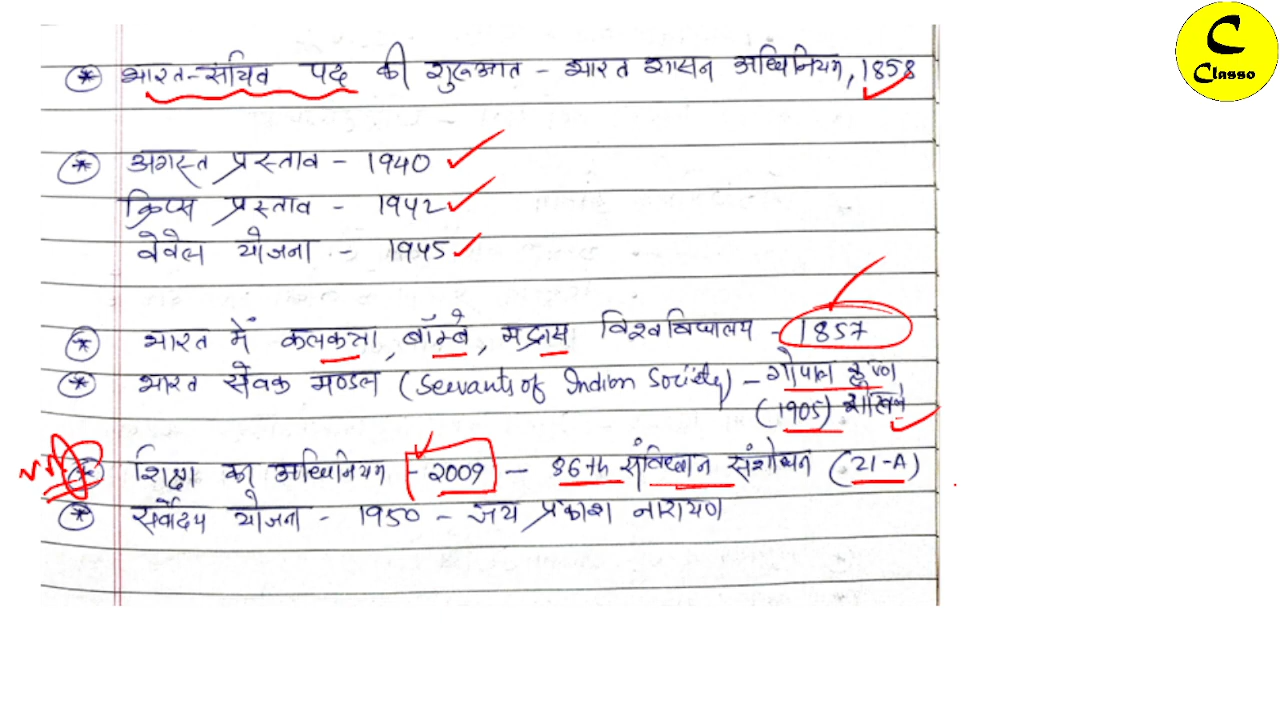 C
Classo
* भारत-सचिव पद की शुरुआत - भारत शासन अधिनियम, 1858
* अगस्त प्रस्ताव - 1940
क्रिप्स प्रस्ताव - 1942
वेवेल योजना - 1945
* भारत में कलकत्ता, बॉम्बे, मद्रास विश्वविद्यालय - 1857
* भारत सेवक मण्डल (Servants of Indian Society) - गोपाल कृष्ण
(1905) गोखले
* शिक्षा का अधिनियम - 2009 - 86th संविधान संशोधन (21-A)
* सर्वोदय योजना - 1950 - जय प्रकाश नारायण